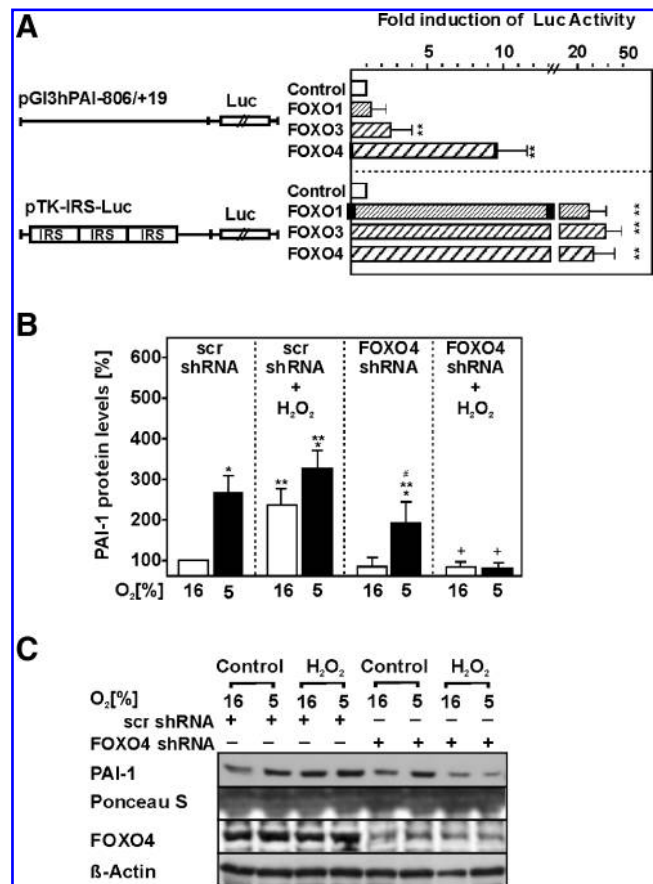 A
Fold induction of Luc Activity
5 10 20 50
pGl3hPAI-806/+19
Luc
Control
FOXO1
FOXO3 **
FOXO4 **
pTK-IRS-Luc
Luc
IRS IRS IRS
Control
FOXO1 **
FOXO3 **
FOXO4 **
B
PAI-1 protein levels [%]
600
500
400
300
200
100
scr shRNA
scr shRNA + H₂O₂
FOXO4 shRNA
FOXO4 shRNA + H₂O₂
*
**
** *
≠ ** *
+ +
O₂[%] 16 5 16 5 16 5 16 5
C
Control H₂O₂ Control H₂O₂
O₂[%] 16 5 16 5 16 5 16 5
scr shRNA + + + + – – – –
FOXO4 shRNA – – – – + + + +
PAI-1
Ponceau S
FOXO4
ß-Actin